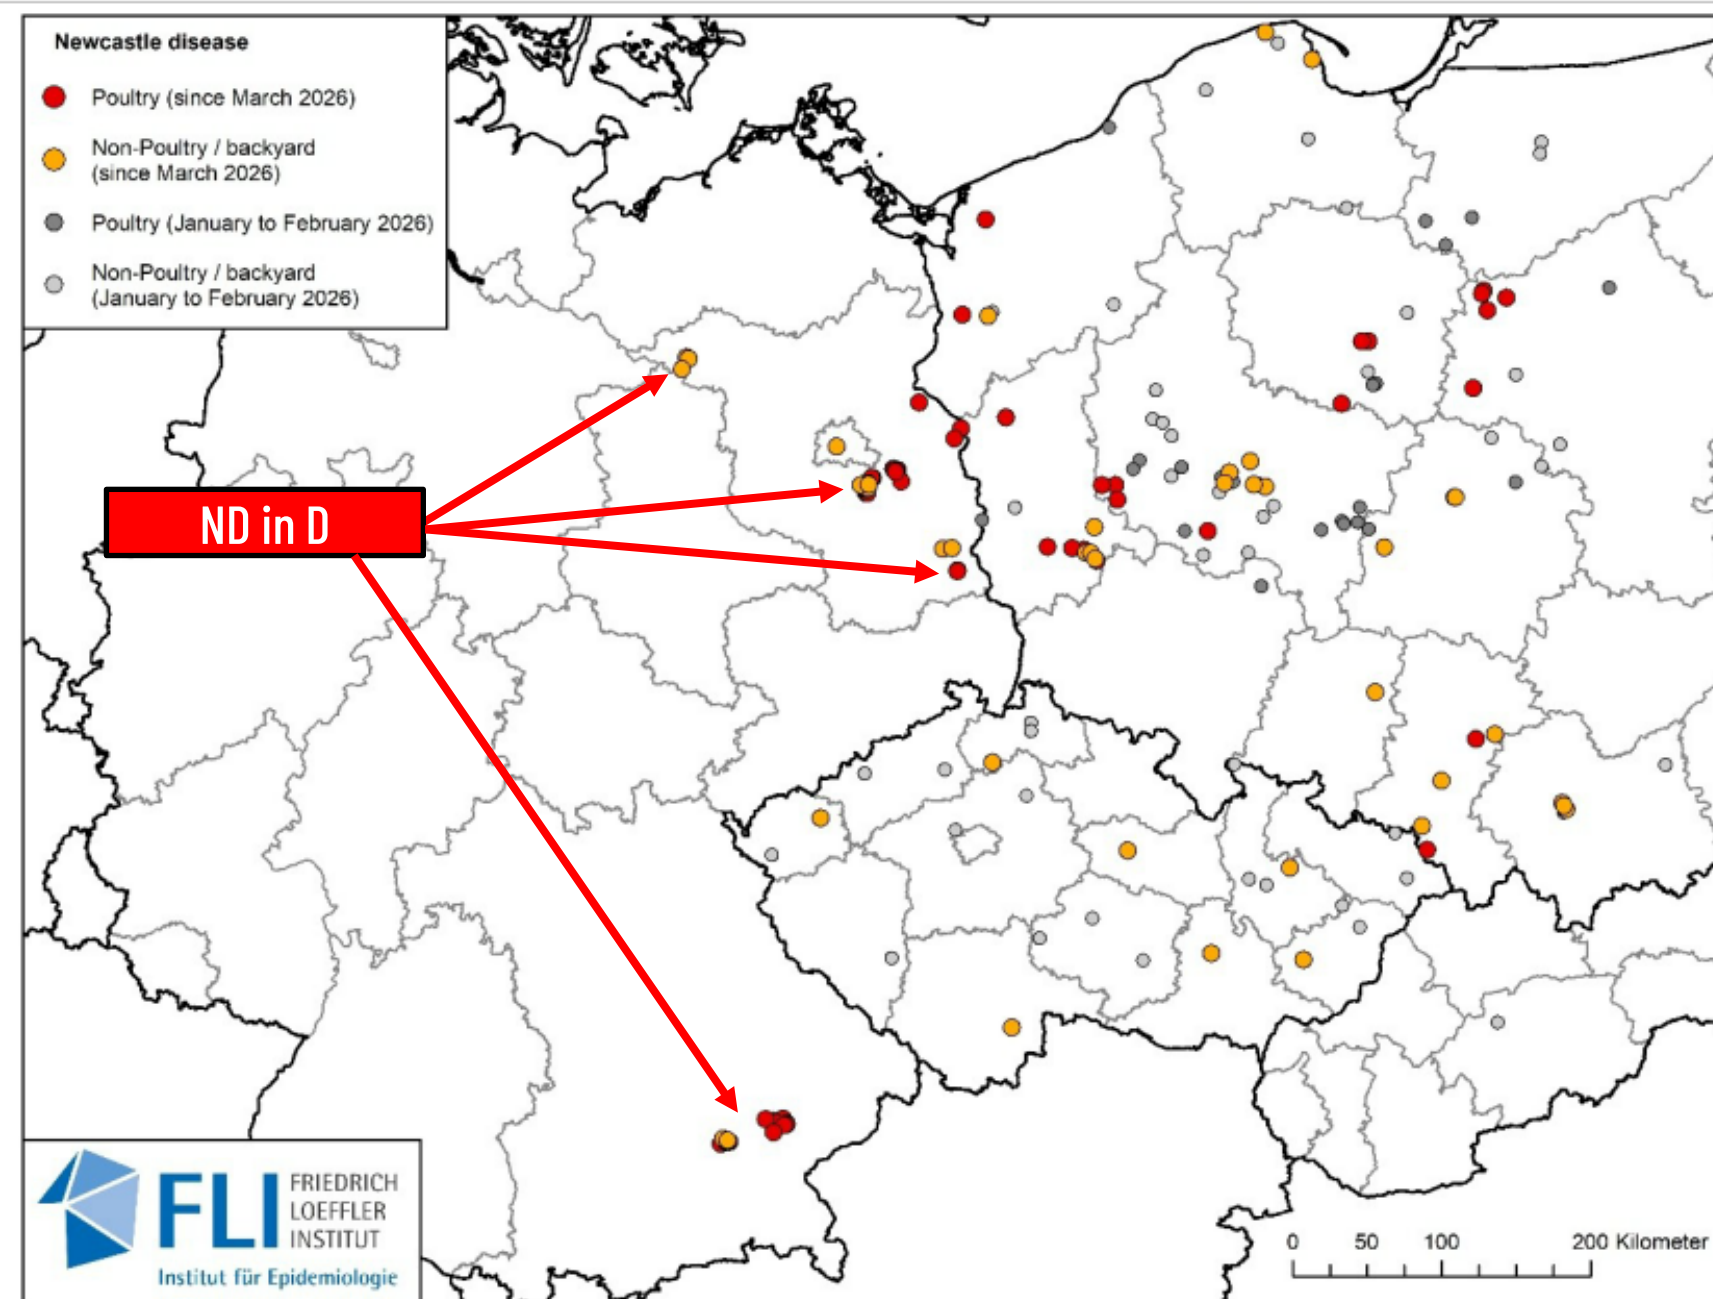 Newcastle disease
Poultry (since March 2026)
Non-Poultry / backyard
(since March 2026)
Poultry (January to February 2026)
Non-Poultry / backyard
(January to February 2026)
ND in D
FLI
FRIEDRICH
LOEFFLER
INSTITUT
Institut für Epidemiologie
0 50 100 200 Kilometer